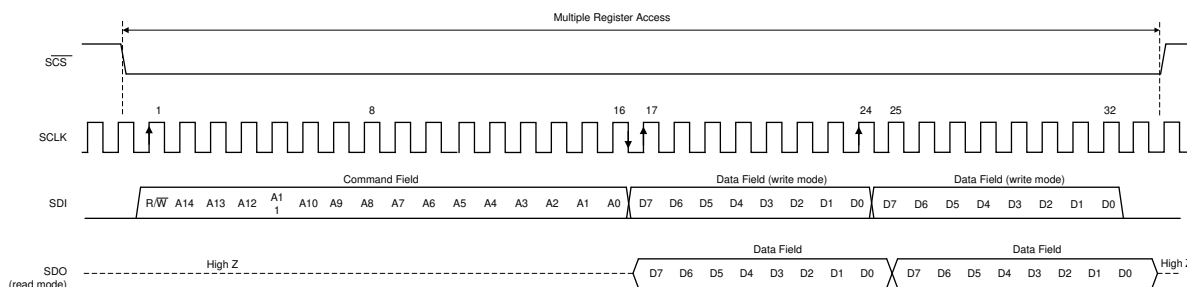 Multiple Register Access
SCS
1 8 16 17 24 25 32
SCLK
Command Field Data Field (write mode) Data Field (write mode)
SDI R/W A14 A13 A12 A1 A10 A9 A8 A7 A6 A5 A4 A3 A2 A1 A0 D7 D6 D5 D4 D3 D2 D1 D0 D7 D6 D5 D4 D3 D2 D1 D0
1
Data Field Data Field
High Z High Z
SDO D7 D6 D5 D4 D3 D2 D1 D0 D7 D6 D5 D4 D3 D2 D1 D0
(read mode)